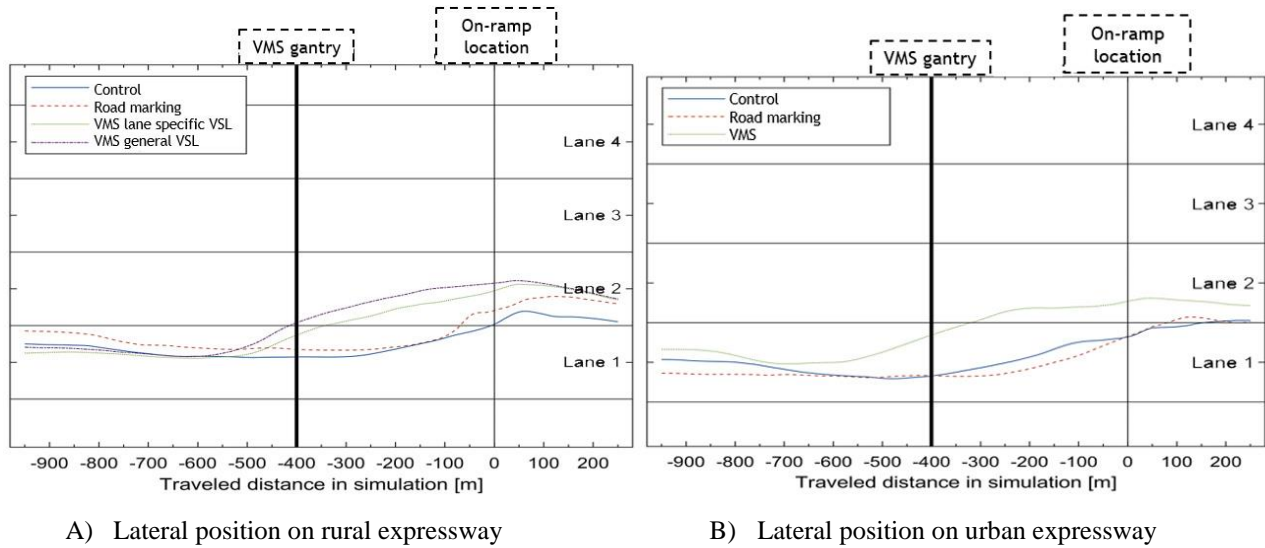 VMS gantry
On-ramp
location
Control
Road marking
VMS lane specific VSL
VMS general VSL
Lane 4
Lane 3
Lane 2
Lane 1
-900 -800 -700 -600 -500 -400 -300 -200 -100 0 100 200
Traveled distance in simulation [m]
A) Lateral position on rural expressway
VMS gantry
On-ramp
location
Control
Road marking
VMS
Lane 4
Lane 3
Lane 2
Lane 1
-900 -800 -700 -600 -500 -400 -300 -200 -100 0 100 200
Traveled distance in simulation [m]
B) Lateral position on urban expressway